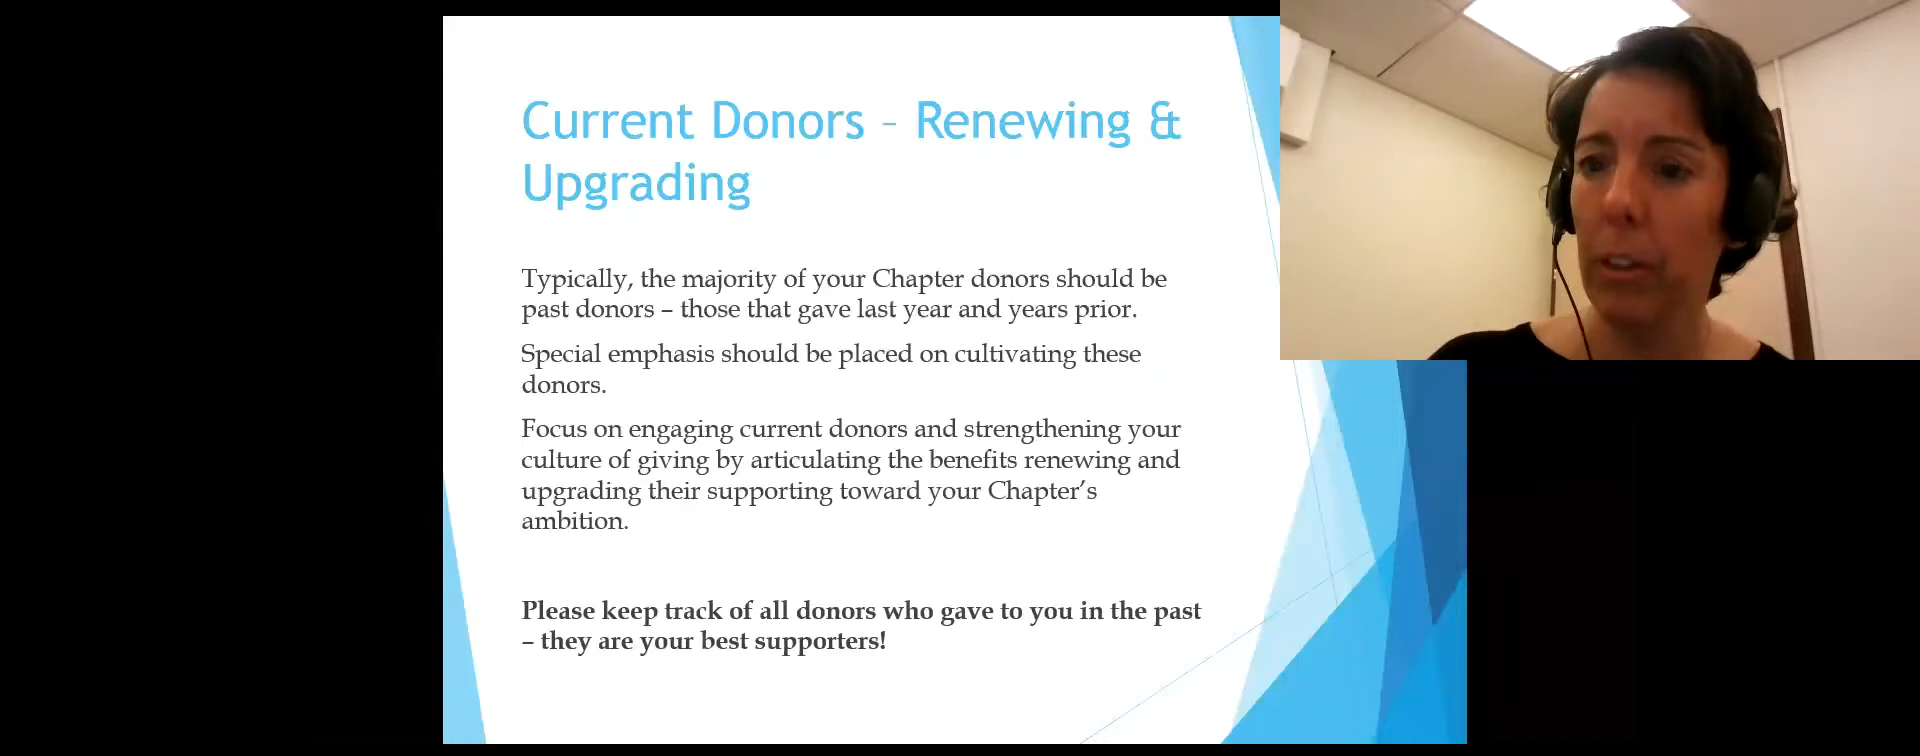 Current Donors – Renewing &
Upgrading
Typically, the majority of your Chapter donors should be
past donors – those that gave last year and years prior.
Special emphasis should be placed on cultivating these
donors.
Focus on engaging current donors and strengthening your
culture of giving by articulating the benefits renewing and
upgrading their supporting toward your Chapter’s
ambition.
Please keep track of all donors who gave to you in the past
– they are your best supporters!